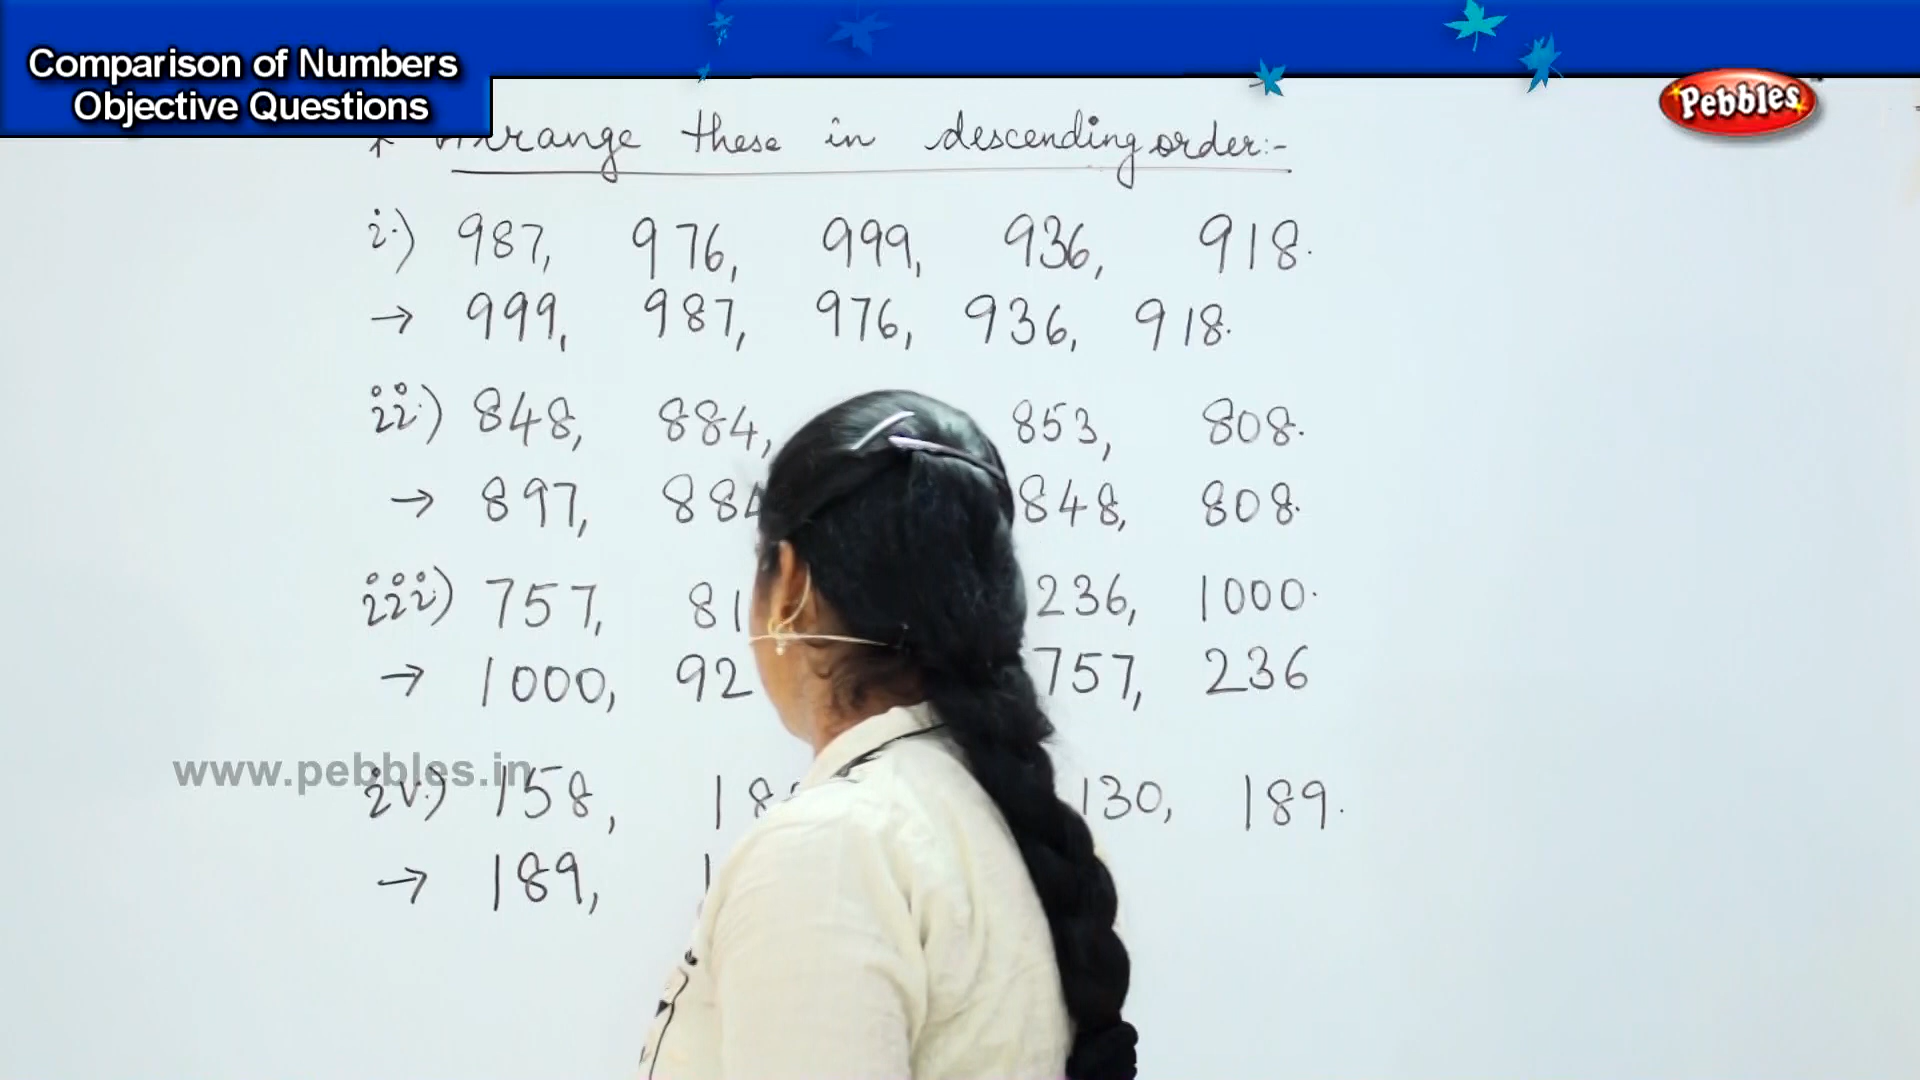 Comparison of Numbers
Objective Questions
Pebbles
Arrange these in descending order:-
i.) 987, 976, 999, 936, 918.
→ 999, 987, 976, 936, 918.
ii.) 848, 884, 853, 808.
→ 897, 884 848, 808.
iii.) 757, 236, 1000.
→ 1000, 757, 236
www.pebbles.in
iv.) 158, 130, 189.
→ 189,